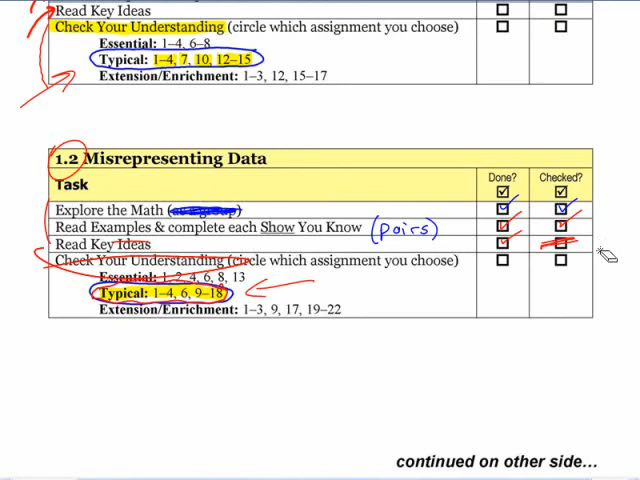 Read Key Ideas
Check Your Understanding (circle which assignment you choose)
Essential: 1–4, 6–8
Typical: 1–4, 7, 10, 12–15
Extension/Enrichment: 1–3, 12, 15–17
1.2 Misrepresenting Data
Task
Done?
Checked?
Explore the Math
Read Examples & complete each Show You Know (pairs)
Read Key Ideas
Check Your Understanding (circle which assignment you choose)
Essential: 1, 2, 4, 6, 8, 13
Typical: 1–4, 6, 9–18
Extension/Enrichment: 1–3, 9, 17, 19–22
continued on other side...